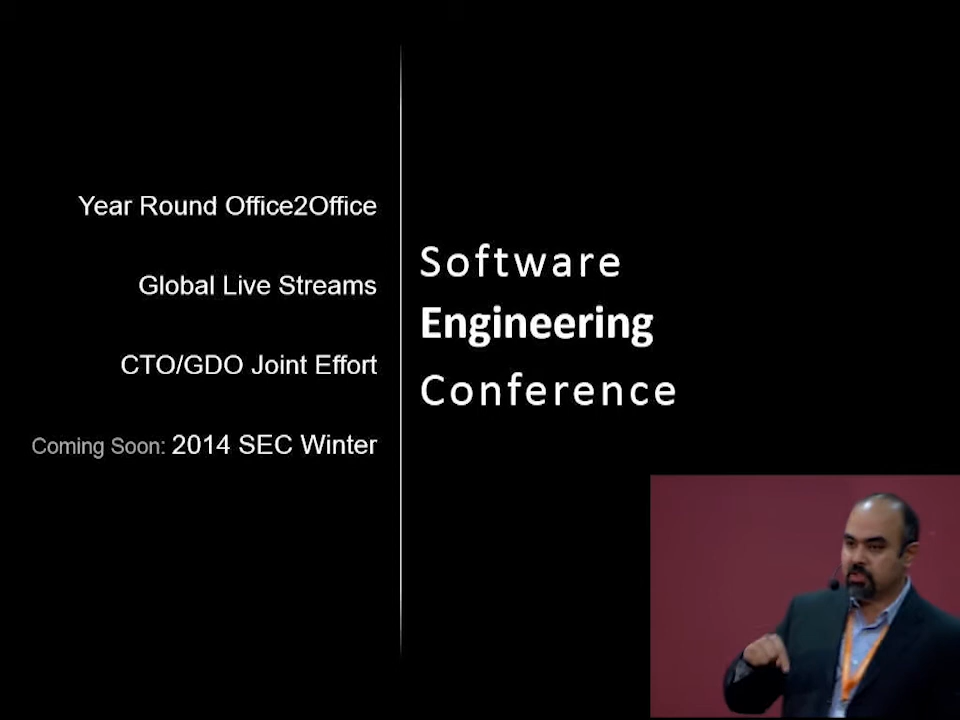 Year Round Office2Office
Global Live Streams
CTO/GDO Joint Effort
Coming Soon: 2014 SEC Winter
Software
Engineering
Conference